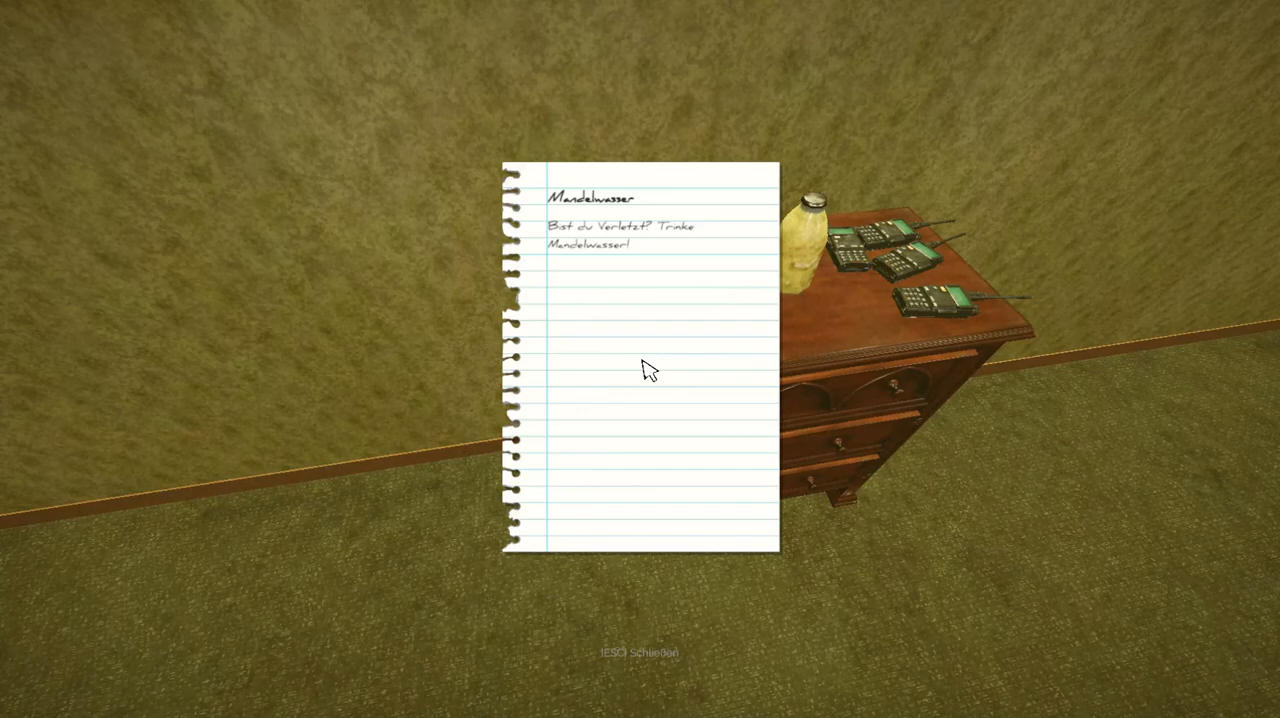 Mandelwasser
Bist du Verletzt? Trinke
Mandelwasser!
[ESC] Schließen